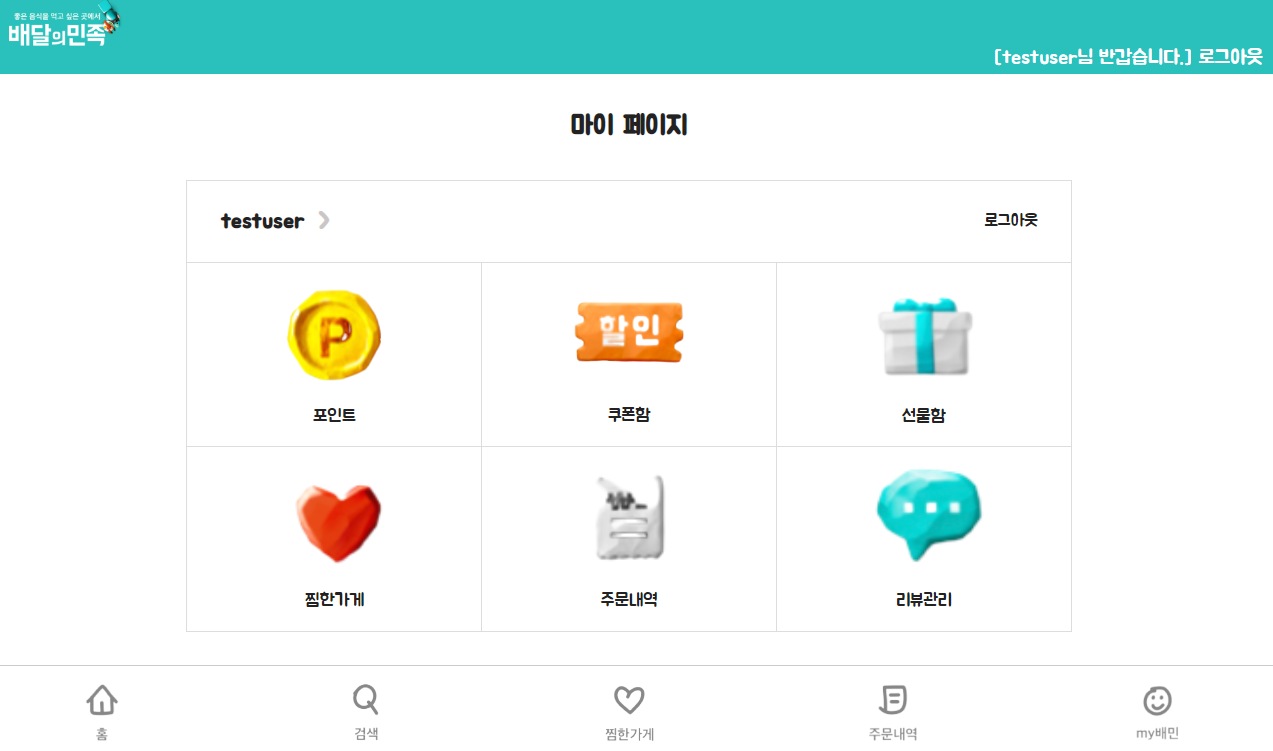 좋은 음식을 먹고 싶은 곳에서
배달의민족
[testuser님 반갑습니다.] 로그아웃
마이 페이지
testuser
로그아웃
P
할인
포인트
쿠폰함
선물함
찜한가게
주문내역
리뷰관리
홈
검색
찜한가게
주문내역
my배민